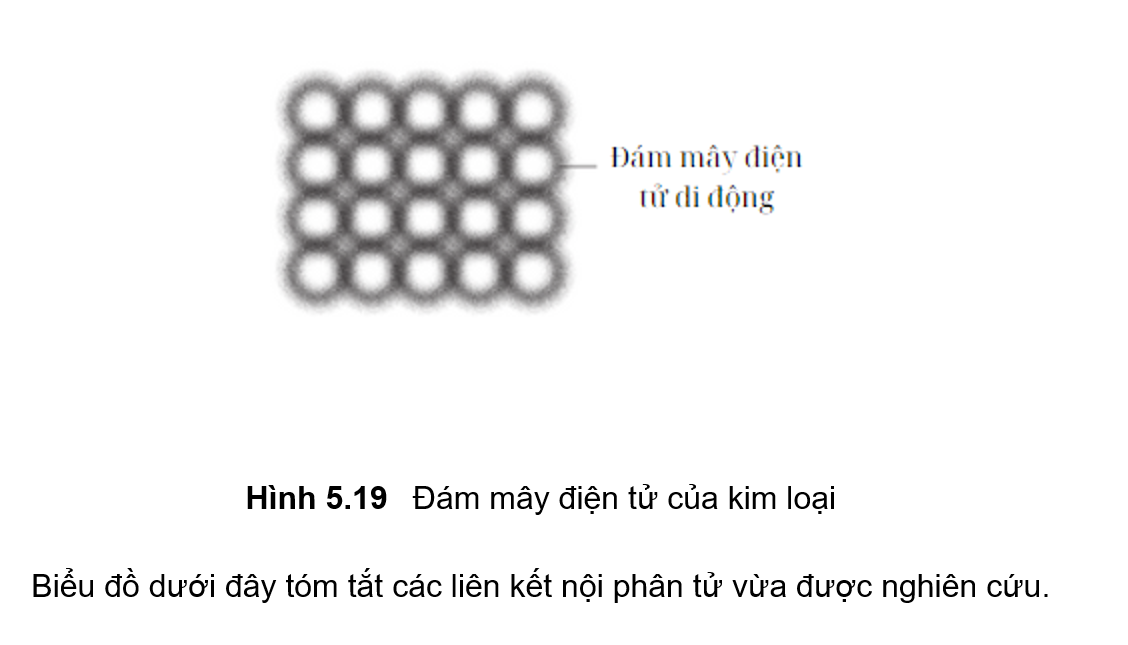 Đám mây điện
tử di động
Hình 5.19 Đám mây điện tử của kim loại
Biểu đồ dưới đây tóm tắt các liên kết nội phân tử vừa được nghiên cứu.